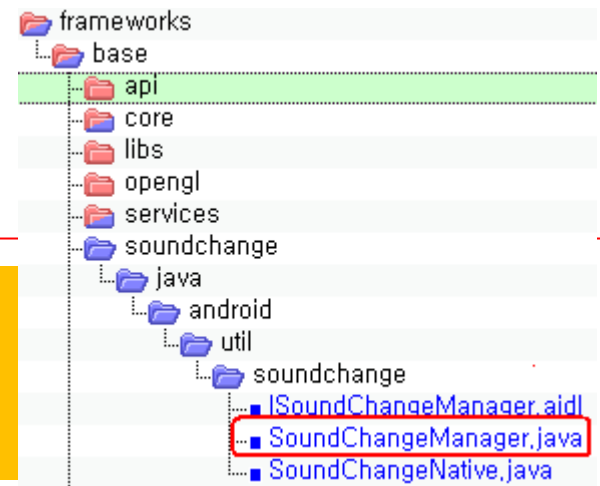 frameworks
base
api
core
libs
opengl
services
soundchange
java
android
util
soundchange
ISoundChangeManager.aidl
SoundChangeManager.java
SoundChangeNative.java